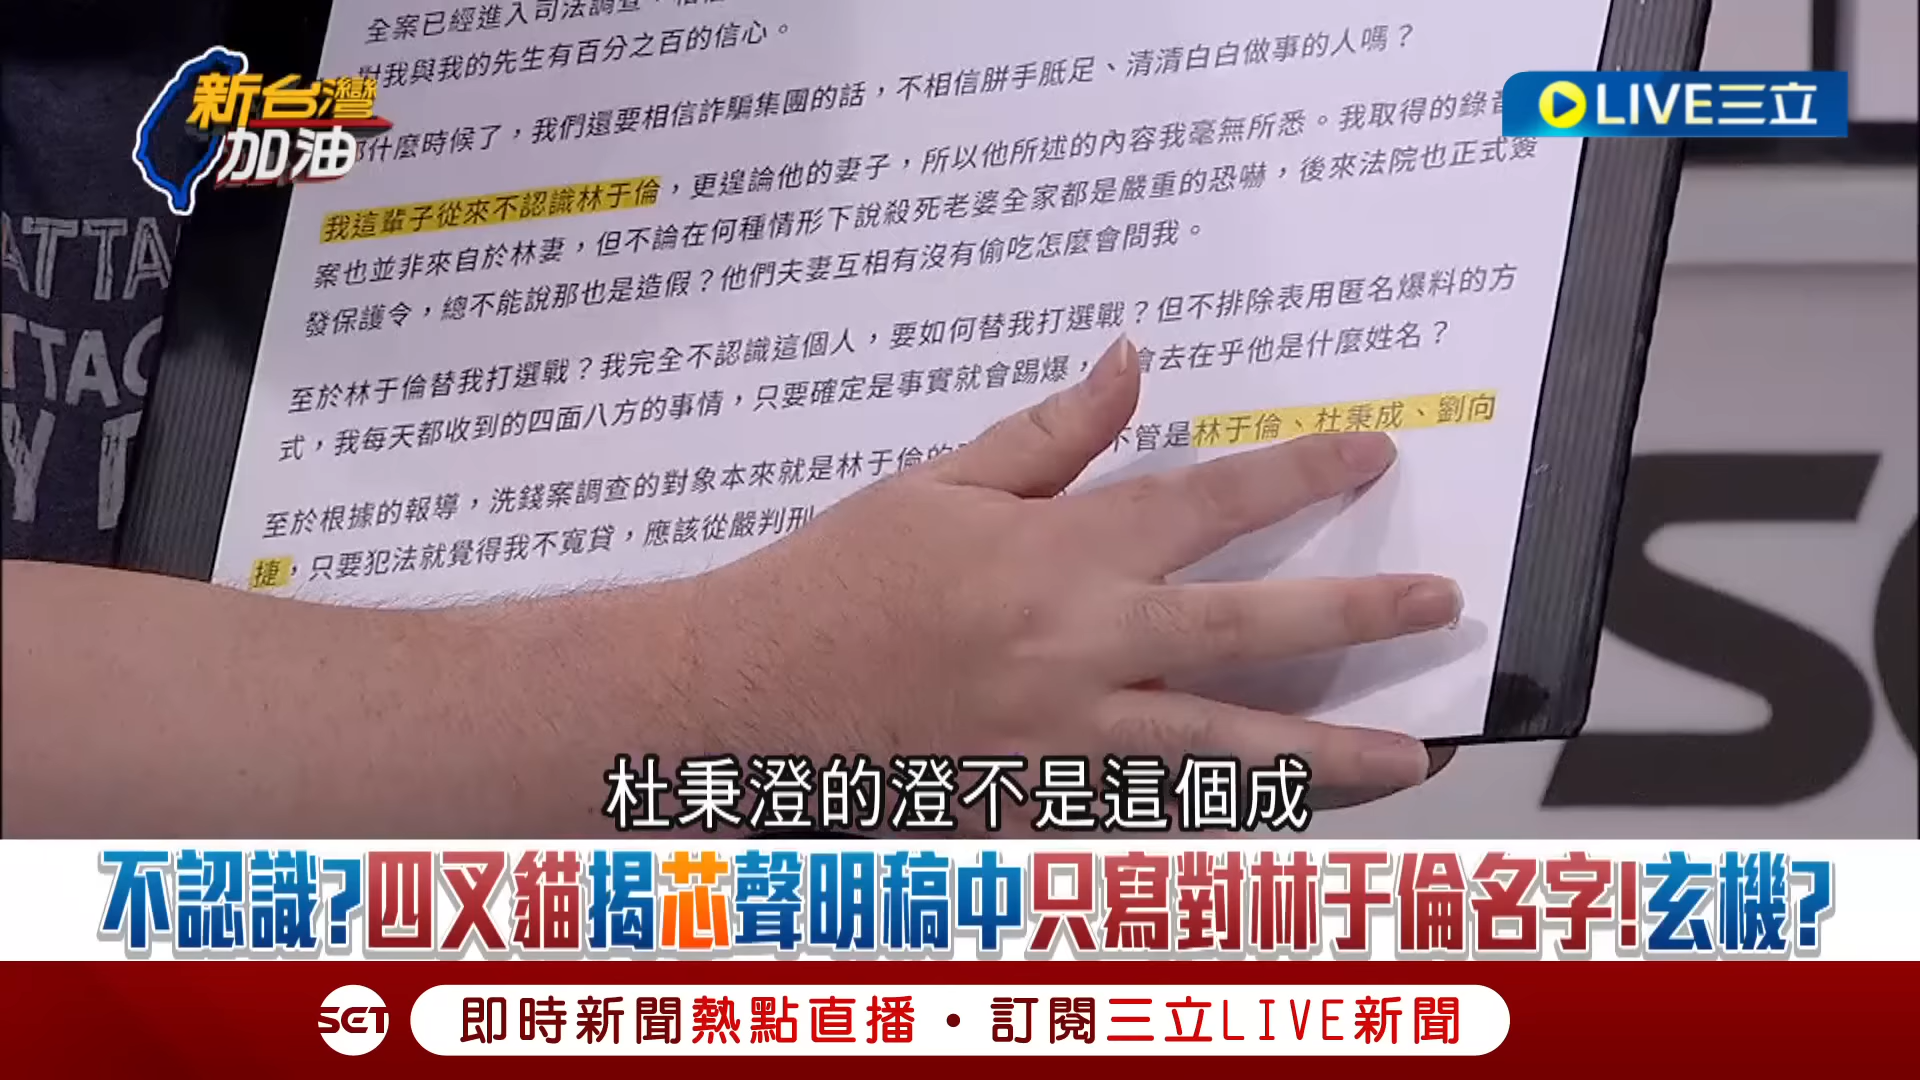 全案已經進入司法調查，相信
對我與我的先生有百分之百的信心。
都什麼時候了，我們還要相信詐騙集團的話，不相信胼手胝足、清清白白做事的人嗎？
我這輩子從來不認識林于倫，更遑論他的妻子，所以他所述的內容我毫無所悉。我取得的錄音
案也並非來自於林妻，但不論在何種情形下說殺死老婆全家都是嚴重的恐嚇，後來法院也正式簽
發保護令，總不能說那也是造假？他們夫妻互相有沒有偷吃怎麼會問我。
至於林于倫替我打選戰？我完全不認識這個人，要如何替我打選戰？但不排除表用匿名爆料的方
式，我每天都收到的四面八方的事情，只要確定是事實就會踢爆，會去在乎他是什麼姓名？
至於根據的報導，洗錢案調查的對象本來就是林于倫的 不管是林于倫、杜秉成、劉向
捷，只要犯法就覺得我不寬貸，應該從嚴判刑
新台灣
加油
LIVE三立
ATTA
TTAC
Y
杜秉澄的澄不是這個成
不認識?四叉貓揭芯聲明稿中只寫對林于倫名字!玄機?
SET 即時新聞熱點直播・訂閱三立LIVE新聞